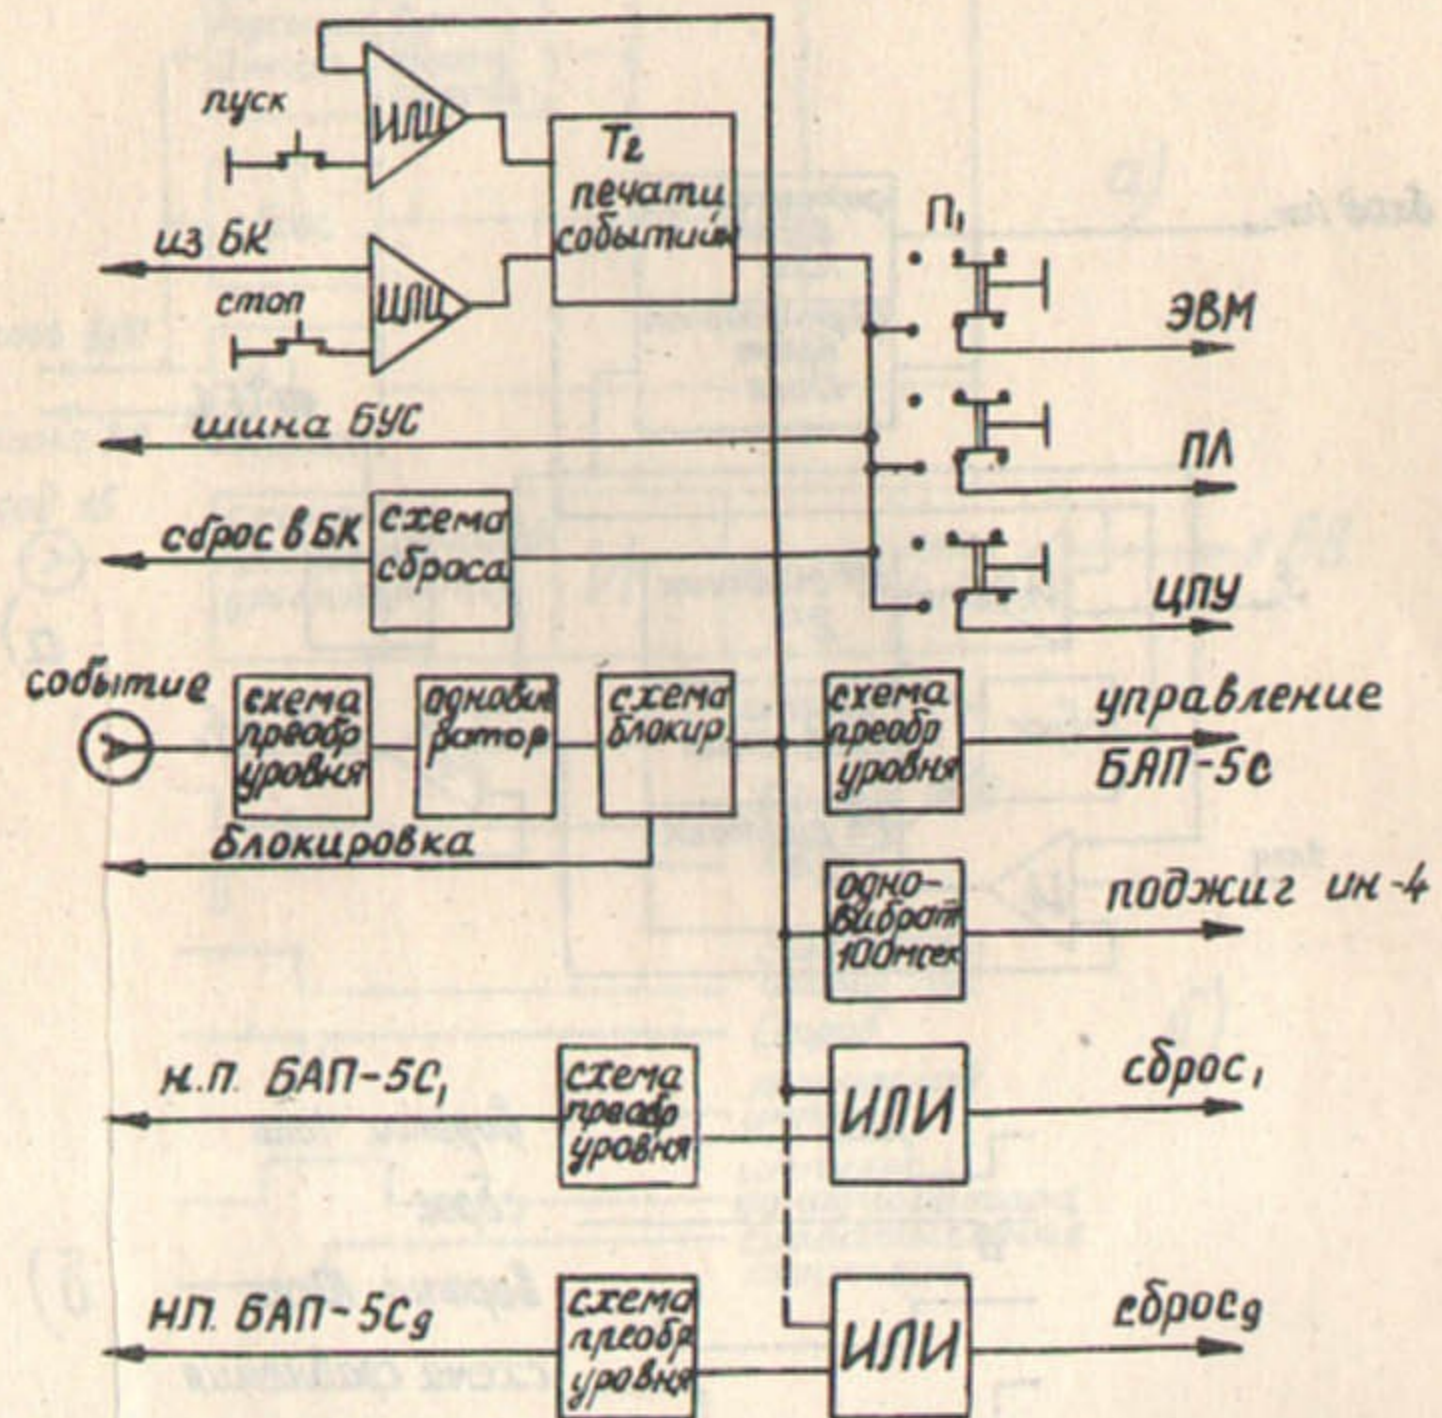 пуск
ИЛИ
T2
печати
событий
П1
из БК
стоп
ИЛИ
ЭВМ
шина БУС
ПЛ
сброс в БК
схема
сброса
ЦПУ
событие
схема
преобр
уровня
одновиб
ратор
схема
блокир.
схема
преобр
уровня
управление
БАП-5С
блокировка
одно-
вибрат
100мсек
поджиг ин-4
н.п. БАП-5С1
схема
преобр
уровня
ИЛИ
сброс1
НП. БАП-5С9
схема
преобр
уровня
ИЛИ
сброс9